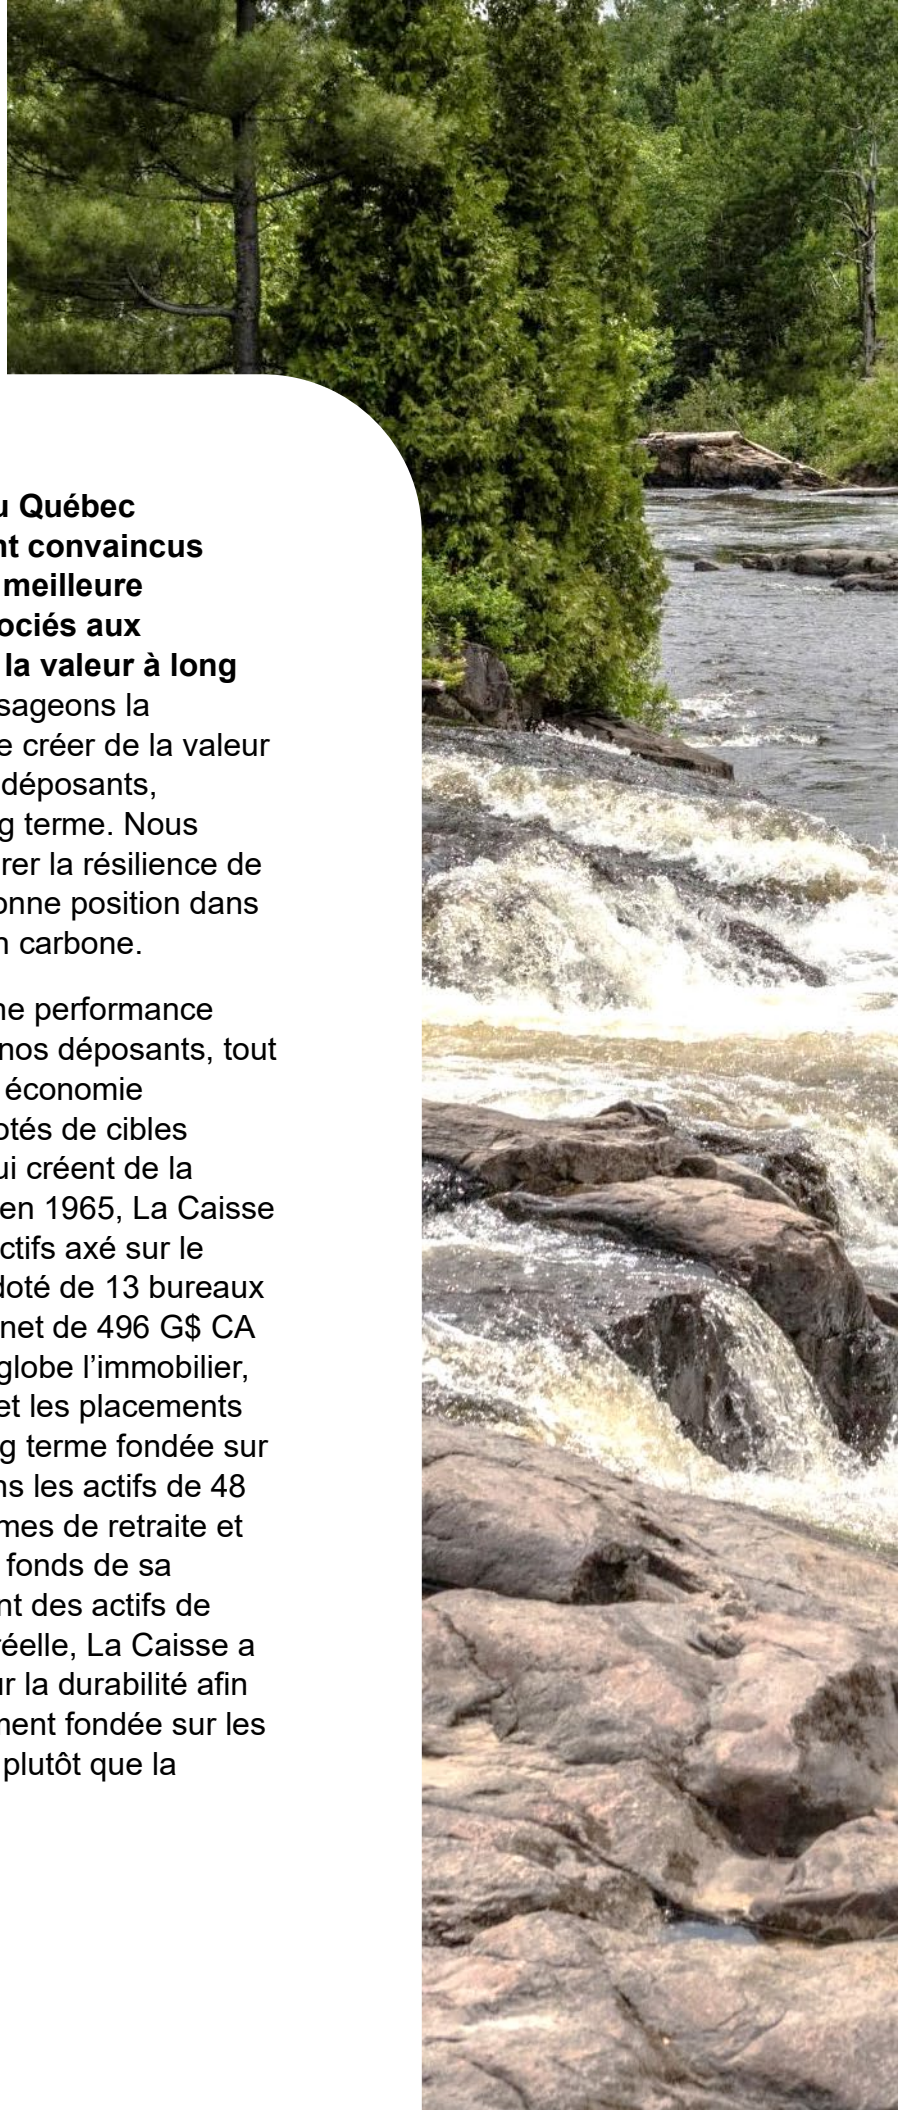 u Québec
nt convaincus
meilleure
ociés aux
la valeur à long
sageons la
e créer de la valeur
déposants,
g terme. Nous
rer la résilience de
onne position dans
n carbone.
ne performance
nos déposants, tout
économie
otés de cibles
ui créent de la
en 1965, La Caisse
ctifs axé sur le
doté de 13 bureaux
net de 496 G$ CA
globe l’immobilier,
et les placements
g terme fondée sur
ns les actifs de 48
mes de retraite et
fonds de sa
nt des actifs de
réelle, La Caisse a
ur la durabilité afin
ment fondée sur les
plutôt que la